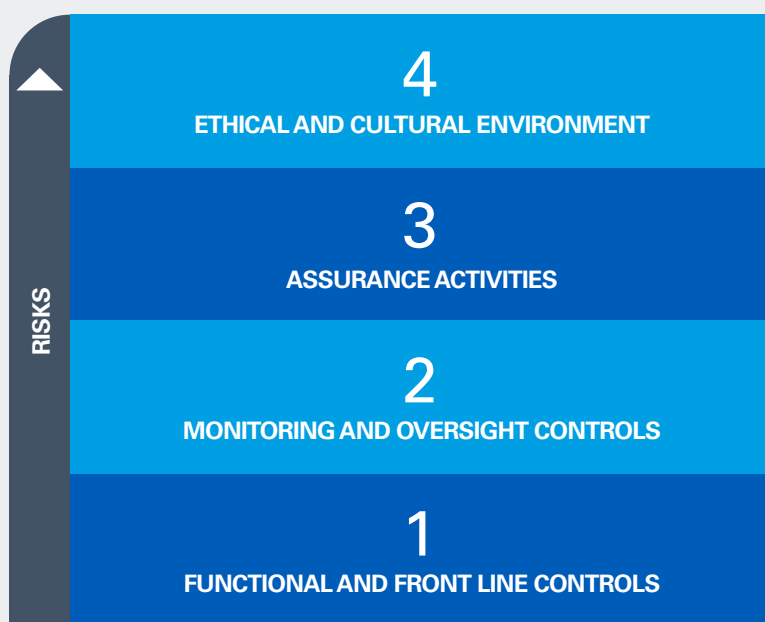 4
ETHICAL AND CULTURAL ENVIRONMENT
3
ASSURANCE ACTIVITIES
RISKS
2
MONITORING AND OVERSIGHT CONTROLS
1
FUNCTIONAL AND FRONT LINE CONTROLS